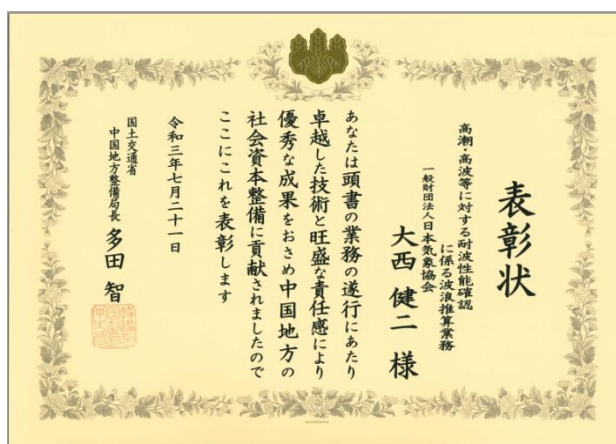 表彰状
高潮・高波等に対する耐波性能確認
に係る波浪推算業務
一般財団法人日本気象協会
大西健二 様
あなたは頭書の業務の遂行にあたり
卓越した技術と旺盛な責任感により
優秀な成果をおさめ中国地方の
社会資本整備に貢献されましたので
ここにこれを表彰します
令和三年七月二十一日
国土交通省
中国地方整備局長 多田 智